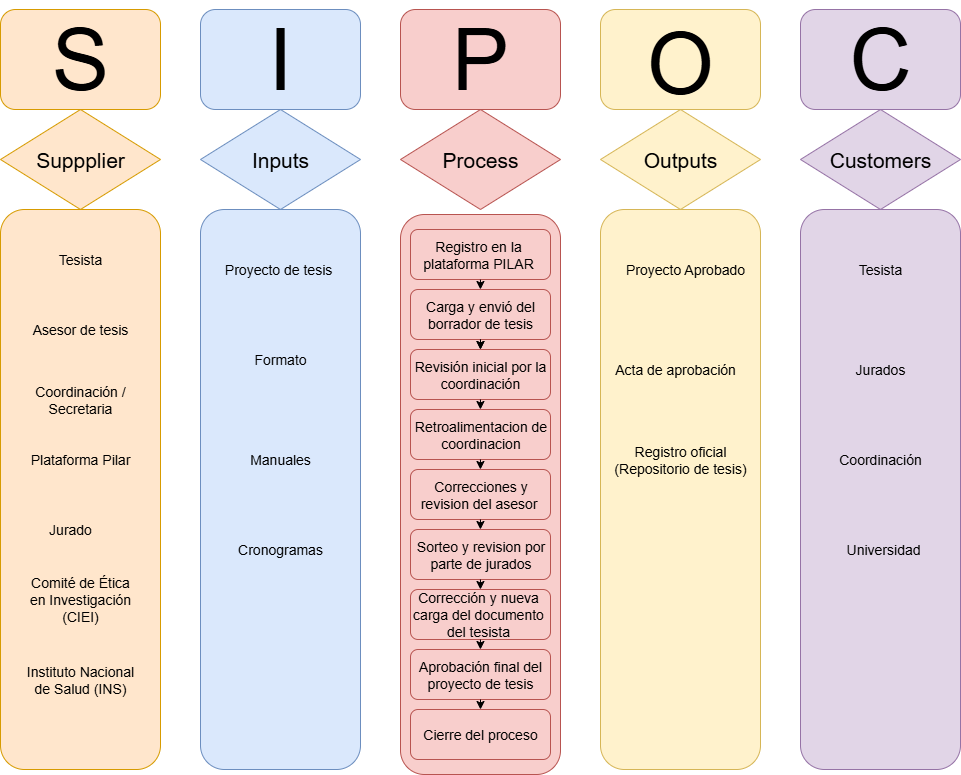 S
I
P
O
C
Suppplier
Inputs
Process
Outputs
Customers
Tesista
Asesor de tesis
Coordinación /
Secretaria
Plataforma Pilar
Jurado
Comité de Ética
en Investigación
(CIEI)
Instituto Nacional
de Salud (INS)
Proyecto de tesis
Formato
Manuales
Cronogramas
Registro en la
plataforma PILAR
Carga y envió del
borrador de tesis
Revisión inicial por la
coordinación
Retroalimentacion de
coordinacion
Correcciones y
revision del asesor
Sorteo y revision por
parte de jurados
Corrección y nueva
carga del documento
del tesista
Aprobación final del
proyecto de tesis
Cierre del proceso
Proyecto Aprobado
Acta de aprobación
Registro oficial
(Repositorio de tesis)
Tesista
Jurados
Coordinación
Universidad